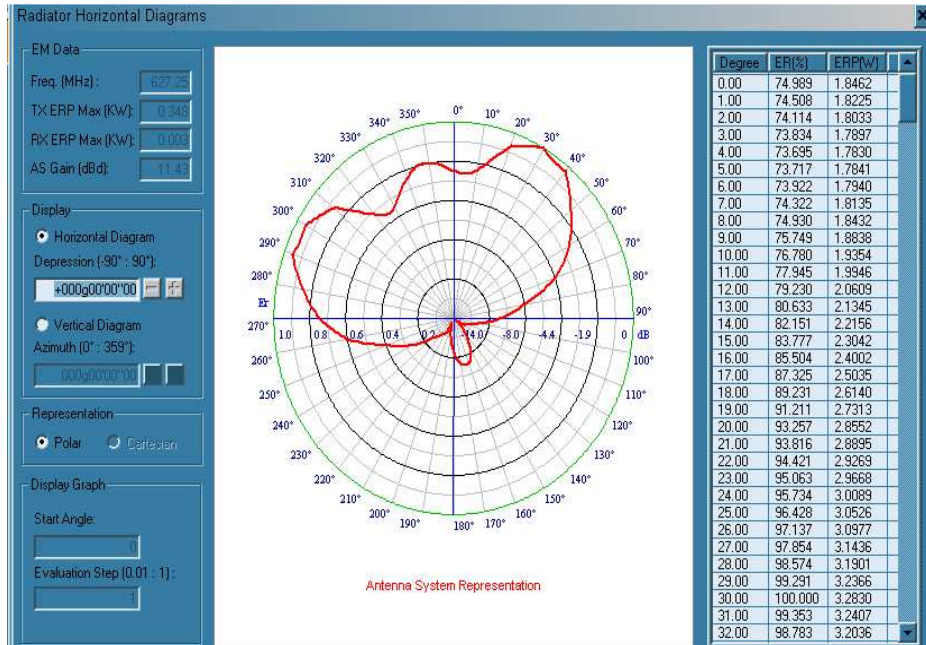 Radiator Horizontal Diagrams
EM Data
Freq. (MHz) : 627.25
TX ERP Max (KW): 0.348
RX ERP Max (KW): 0.003
AS Gain (dBd): 11.43
Display
Horizontal Diagram
Depression (-90° : 90°):
+000g00'00''00
Vertical Diagram
Azimuth (0° : 359°):
000g00'00''00
Representation
Polar Cartesian
Display Graph
Start Angle:
0
Evaluation Step (0.01 : 1) :
1
0°
350° 10°
340° 20°
330° 30°
320° 40°
310° 50°
300° 60°
290° 70°
280° 80°
Er
270° 90°
1.0 0.8 0.6 0.4 0.2 -14.0 -8.0 -4.4 -1.9 0 dB
260° 100°
250° 110°
240° 120°
230° 130°
220° 140°
210° 150°
200° 160°
190° 170°
180°
Antenna System Representation
Degree ER(%) ERP(W)
0.00 74.989 1.8462
1.00 74.508 1.8225
2.00 74.114 1.8033
3.00 73.834 1.7897
4.00 73.695 1.7830
5.00 73.717 1.7841
6.00 73.922 1.7940
7.00 74.322 1.8135
8.00 74.930 1.8432
9.00 75.749 1.8838
10.00 76.780 1.9354
11.00 77.945 1.9946
12.00 79.230 2.0609
13.00 80.633 2.1345
14.00 82.151 2.2156
15.00 83.777 2.3042
16.00 85.504 2.4002
17.00 87.325 2.5035
18.00 89.231 2.6140
19.00 91.211 2.7313
20.00 93.257 2.8552
21.00 93.816 2.8895
22.00 94.421 2.9269
23.00 95.063 2.9668
24.00 95.734 3.0089
25.00 96.428 3.0526
26.00 97.137 3.0977
27.00 97.854 3.1436
28.00 98.574 3.1901
29.00 99.291 3.2366
30.00 100.000 3.2830
31.00 99.353 3.2407
32.00 98.783 3.2036